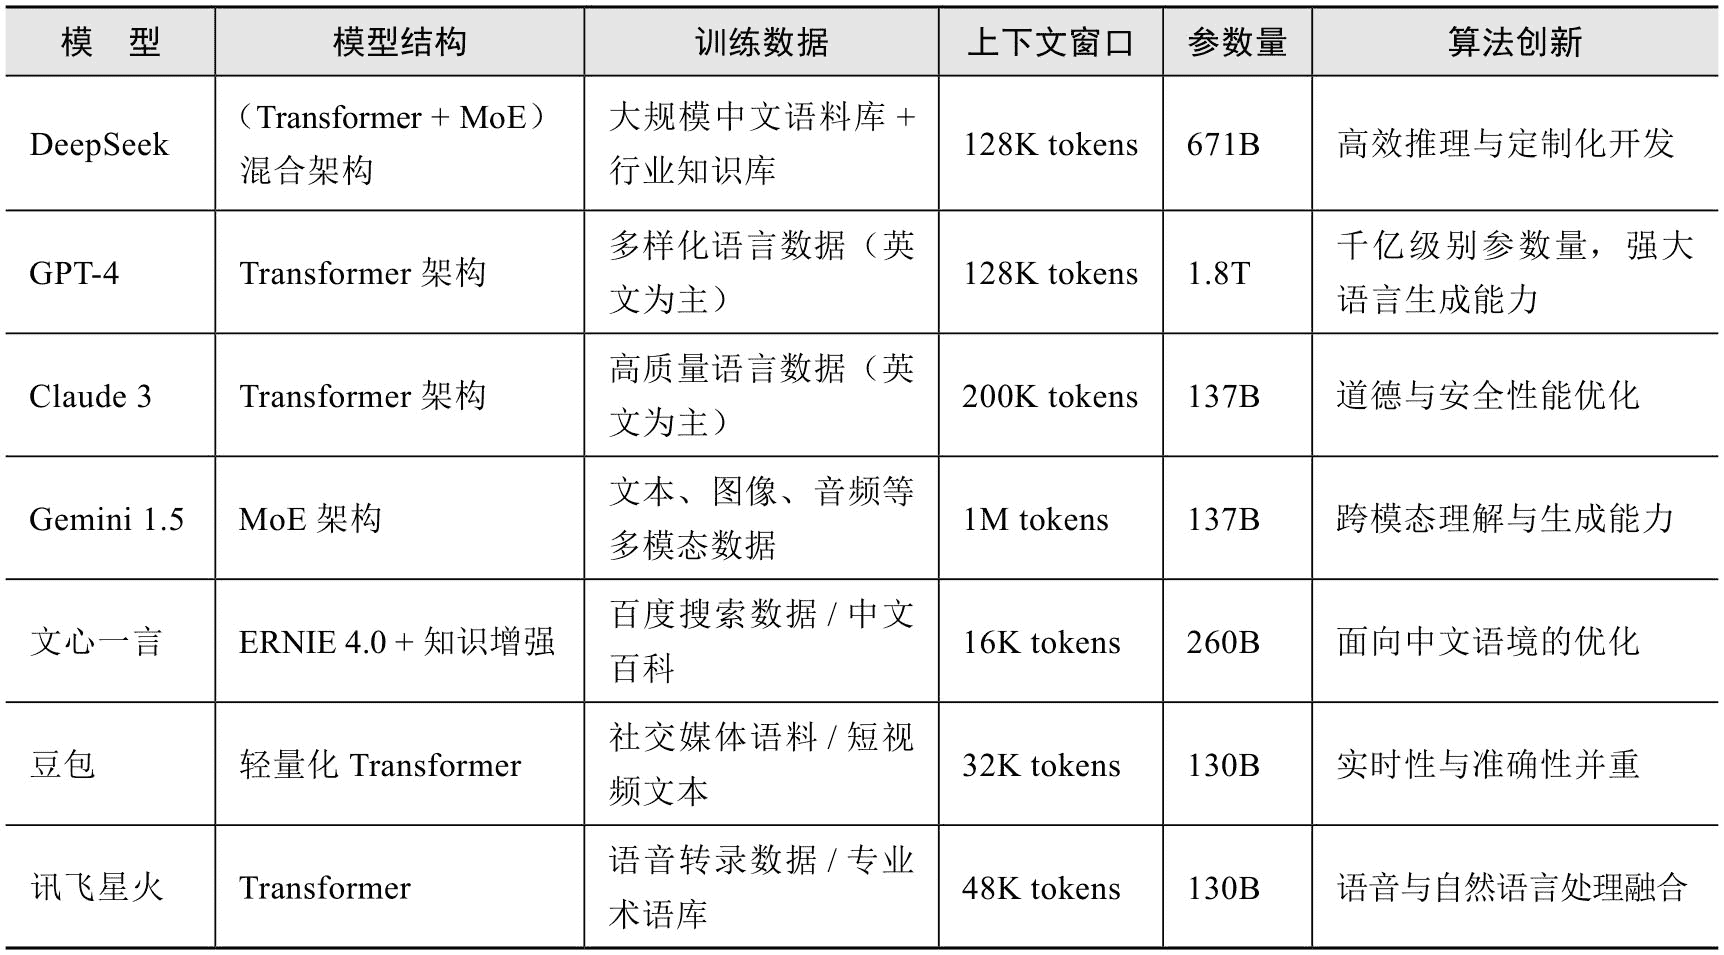 模 型 模型结构 训练数据 上下文窗口 参数量 算法创新
DeepSeek
（Transformer + MoE）
混合架构
大规模中文语料库 +
行业知识库
128K tokens
671B
高效推理与定制化开发
GPT-4
Transformer 架构
多样化语言数据（英
文为主）
128K tokens
1.8T
千亿级别参数量，强大
语言生成能力
Claude 3
Transformer 架构
高质量语言数据（英
文为主）
200K tokens
137B
道德与安全性能优化
Gemini 1.5
MoE 架构
文本、图像、音频等
多模态数据
1M tokens
137B
跨模态理解与生成能力
文心一言
ERNIE 4.0 + 知识增强
百度搜索数据 / 中文
百科
16K tokens
260B
面向中文语境的优化
豆包
轻量化 Transformer
社交媒体语料 / 短视
频文本
32K tokens
130B
实时性与准确性并重
讯飞星火
Transformer
语音转录数据 / 专业
术语库
48K tokens
130B
语音与自然语言处理融合